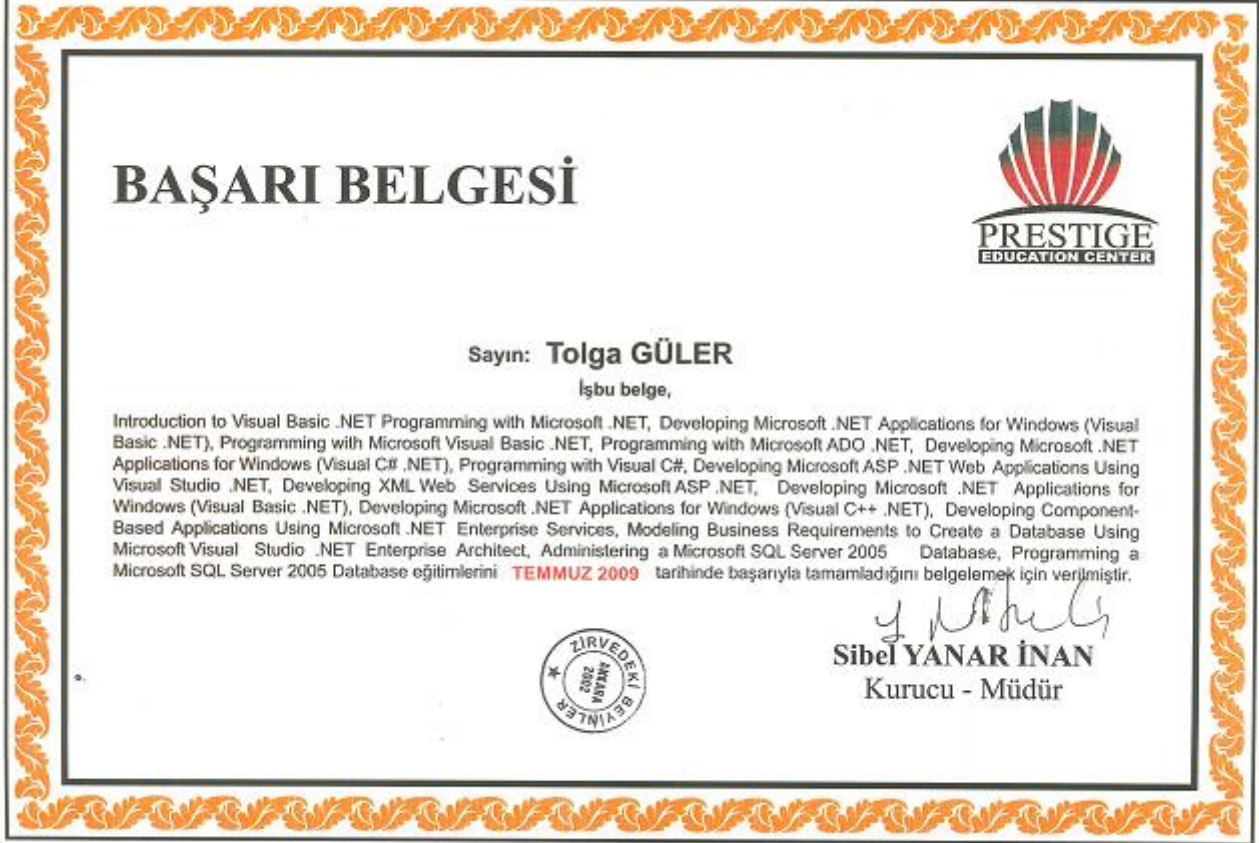 BAŞARI BELGESİ
PRESTIGE
EDUCATION CENTER
Sayın: Tolga GÜLER
İşbu belge,
Introduction to Visual Basic .NET Programming with Microsoft .NET, Developing Microsoft .NET Applications for Windows (Visual
Basic .NET), Programming with Microsoft Visual Basic .NET, Programming with Microsoft ADO .NET, Developing Microsoft .NET
Applications for Windows (Visual C# .NET), Programming with Visual C#, Developing Microsoft ASP .NET Web Applications Using
Visual Studio .NET, Developing XML Web Services Using Microsoft ASP .NET, Developing Microsoft .NET Applications for
Windows (Visual Basic .NET), Developing Microsoft .NET Applications for Windows (Visual C++ .NET), Developing Component-
Based Applications Using Microsoft .NET Enterprise Services, Modeling Business Requirements to Create a Database Using
Microsoft Visual Studio .NET Enterprise Architect, Administering a Microsoft SQL Server 2005 Database, Programming a
Microsoft SQL Server 2005 Database eğitimlerini TEMMUZ 2009 tarihinde başarıyla tamamladığını belgelemek için verilmiştir.
ZİRVEDEKİ BEYİNLER
ANKARA
2002
Sibel YANAR İNAN
Kurucu - Müdür